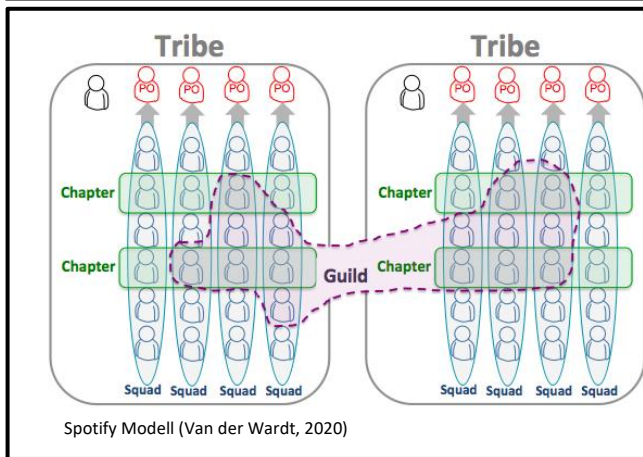 Tribe
Tribe
PO PO PO PO
PO PO PO PO
Chapter
Chapter
Chapter
Guild
Chapter
Squad Squad Squad Squad
Squad Squad Squad Squad
Spotify Modell (Van der Wardt, 2020)